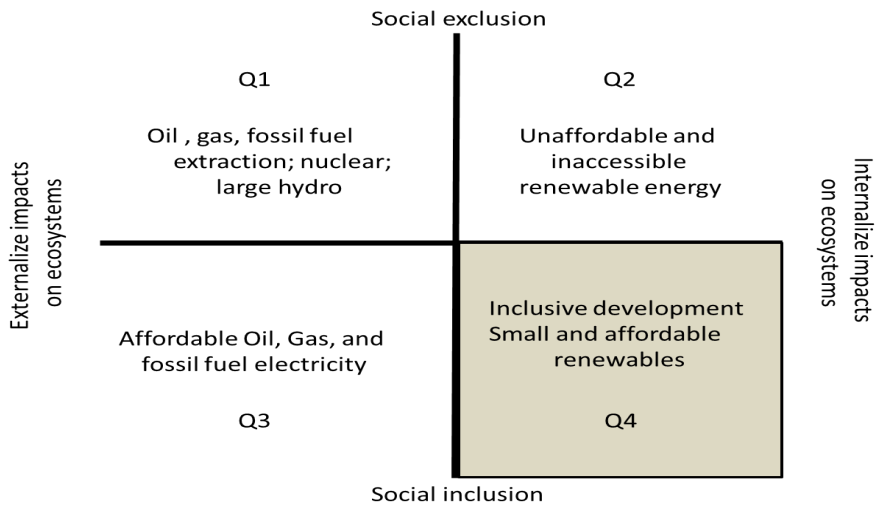 Social exclusion
Q1
Oil , gas, fossil fuel
extraction; nuclear;
large hydro
Q2
Unaffordable and
inaccessible
renewable energy
Externalize impacts
on ecosystems
Internalize impacts
on ecosystems
Affordable Oil, Gas, and
fossil fuel electricity
Q3
Inclusive development
Small and affordable
renewables
Q4
Social inclusion